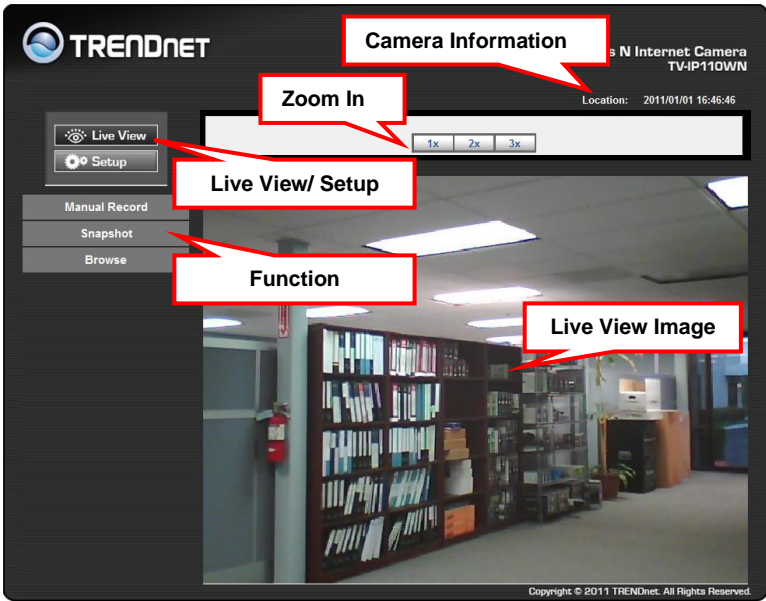 TRENDNET
Camera Information
s N Internet Camera
TV-IP110WN
Location: 2011/01/01 16:46:46
Zoom In
1x 2x 3x
Live View
Setup
Live View/ Setup
Manual Record
Snapshot
Browse
Function
Live View Image
Copyright © 2011 TRENDnet. All Rights Reserved.